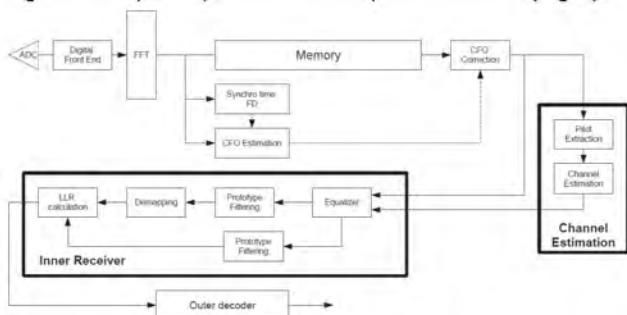 ADC
Digital
Front End
FFT
Memory
CFO
Correction
Synchro time
FD
CFO Estimation
Pilot
Extraction
Channel
Estimation
Channel
Estimation
LLR
calculation
Demapping
Prototype
Filtering
Equalizer
Prototype
Filtering
Inner Receiver
Outer decoder